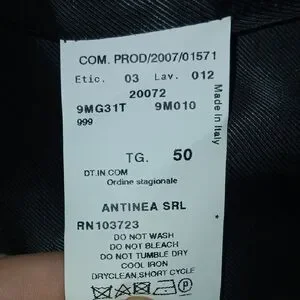 COM. PROD/2007/01571
Etic. 03 Lav. 012
20072
9MG31T 9M010
999
Made in Italy
TG. 50
DT.IN.COM
Ordine stagionale
ANTINEA SRL
RN103723
DO NOT WASH
DO NOT BLEACH
DO NOT TUMBLE DRY
COOL IRON
DRYCLEAN,SHORT CYCLE